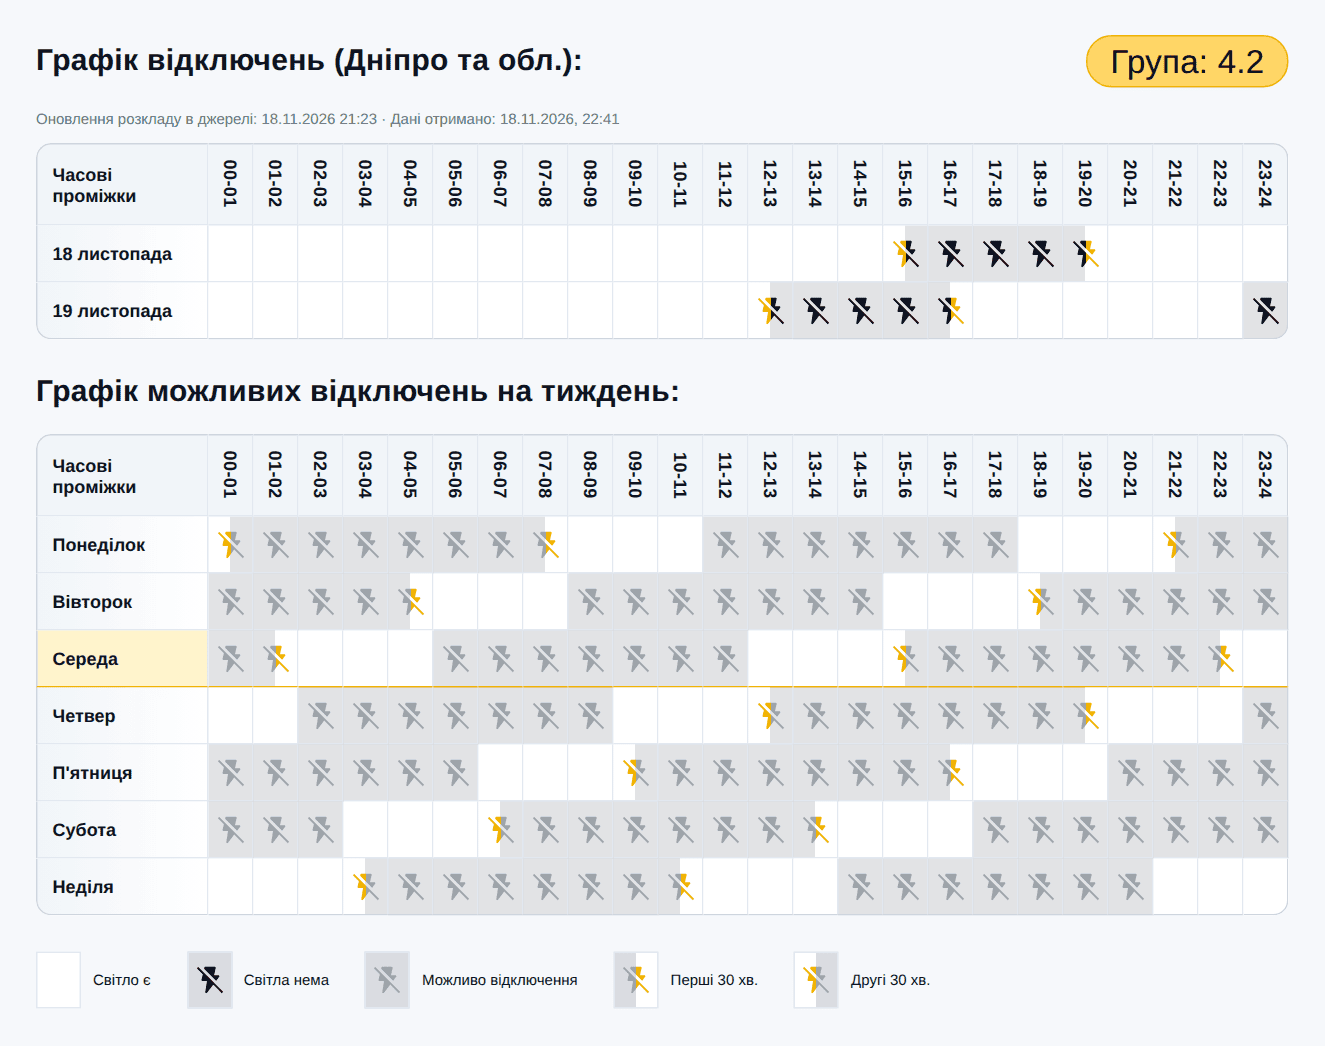 Графік відключень (Дніпро та обл.):
Група: 4.2
Оновлення розкладу в джерелі: 18.11.2026 21:23 · Дані отримано: 18.11.2026, 22:41
Часові проміжки 00-01 01-02 02-03 03-04 04-05 05-06 06-07 07-08 08-09 09-10 10-11 11-12 12-13 13-14 14-15 15-16 16-17 17-18 18-19 19-20 20-21 21-22 22-23 23-24
18 листопада
19 листопада
Графік можливих відключень на тиждень:
Часові проміжки 00-01 01-02 02-03 03-04 04-05 05-06 06-07 07-08 08-09 09-10 10-11 11-12 12-13 13-14 14-15 15-16 16-17 17-18 18-19 19-20 20-21 21-22 22-23 23-24
Понеділок
Вівторок
Середа
Четвер
П'ятниця
Субота
Неділя
Світло є Світла нема Можливо відключення Перші 30 хв. Другі 30 хв.